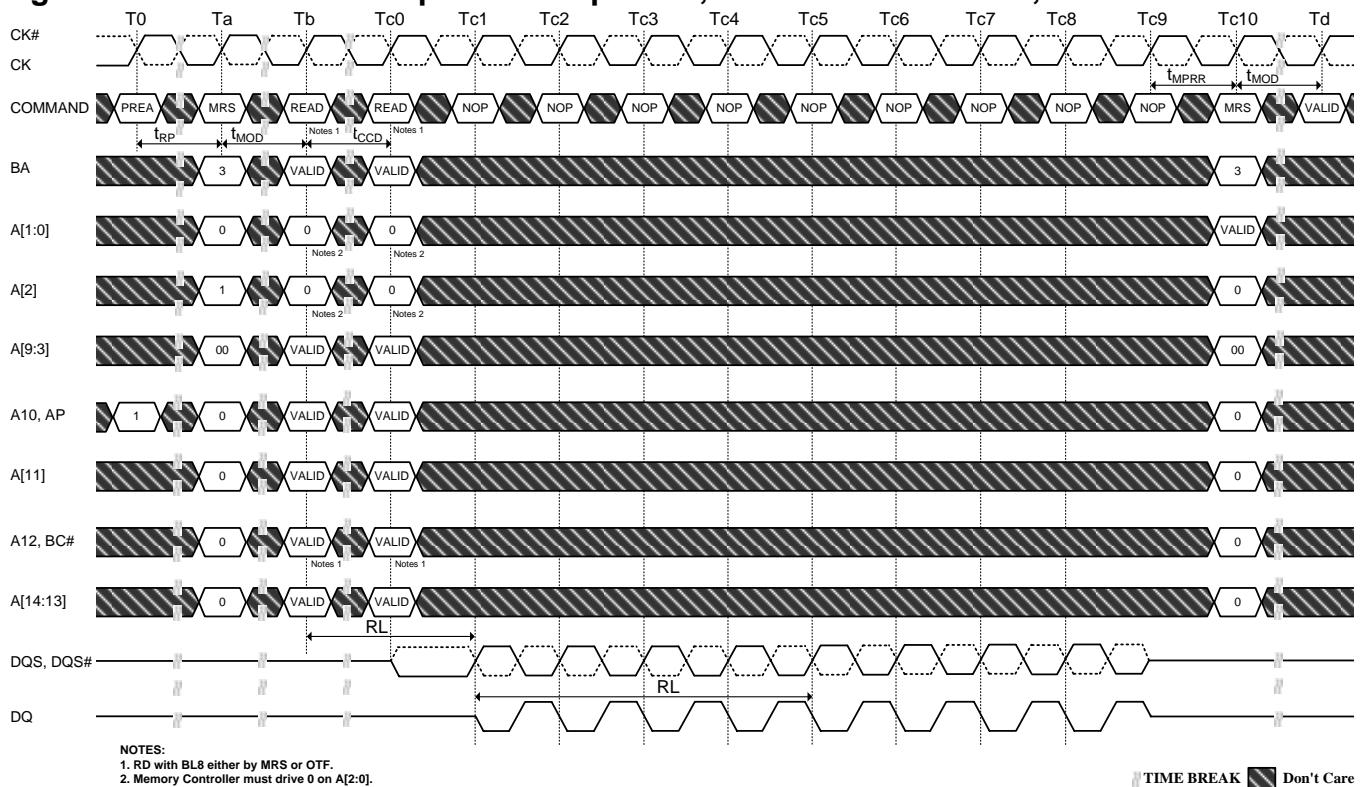 T0 Ta Tb Tc0 Tc1 Tc2 Tc3 Tc4 Tc5 Tc6 Tc7 Tc8 Tc9 Tc10 Td
CK#
CK
tMPRR tMOD
COMMAND PREA MRS READ READ NOP NOP NOP NOP NOP NOP NOP NOP NOP MRS VALID
Notes 1 Notes 1
tRP tMOD tCCD
BA 3 VALID VALID 3
A[1:0] 0 0 0 VALID
Notes 2 Notes 2
A[2] 1 0 0 0
Notes 2 Notes 2
A[9:3] 00 VALID VALID 00
A10, AP 1 0 VALID VALID 0
A[11] 0 VALID VALID 0
A12, BC# 0 VALID VALID 0
Notes 1 Notes 1
A[14:13] 0 VALID VALID 0
RL
DQS, DQS#
RL
DQ
NOTES:
1. RD with BL8 either by MRS or OTF.
2. Memory Controller must drive 0 on A[2:0].
TIME BREAK Don't Care